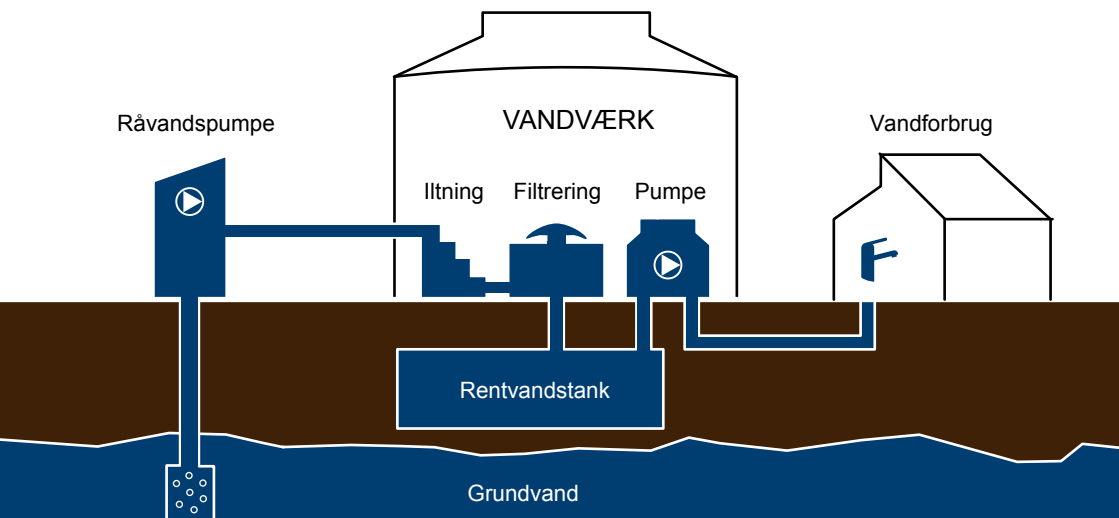 VANDVÆRK
Råvandspumpe
Vandforbrug
Iltning
Filtrering
Pumpe
Rentvandstank
Grundvand